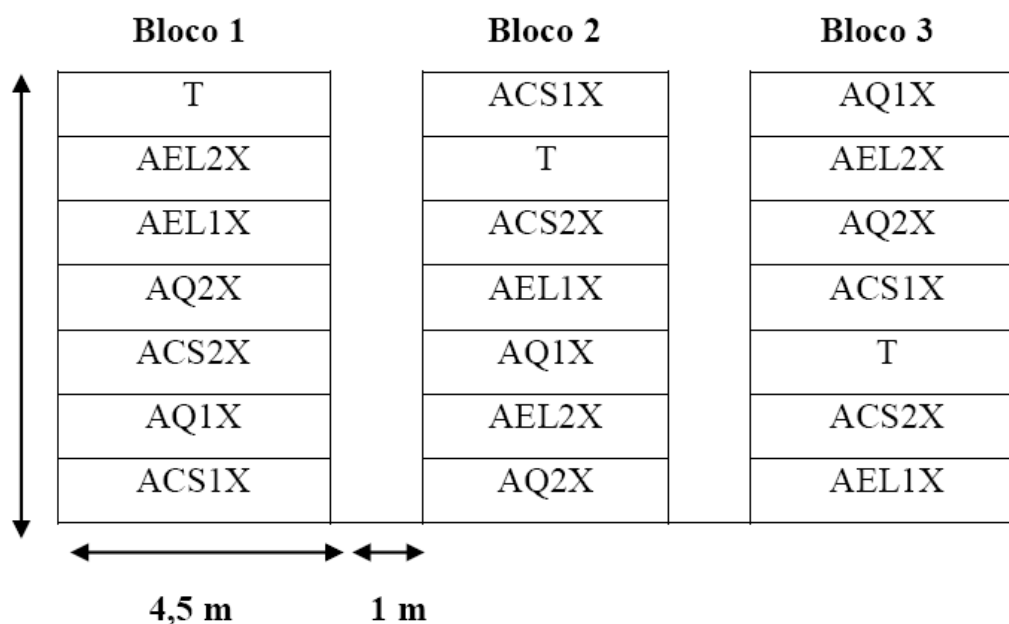 Bloco 1 Bloco 2 Bloco 3
T ACS1X AQ1X
AEL2X T AEL2X
AEL1X ACS2X AQ2X
AQ2X AEL1X ACS1X
ACS2X AQ1X T
AQ1X AEL2X ACS2X
ACS1X AQ2X AEL1X
4,5 m 1 m